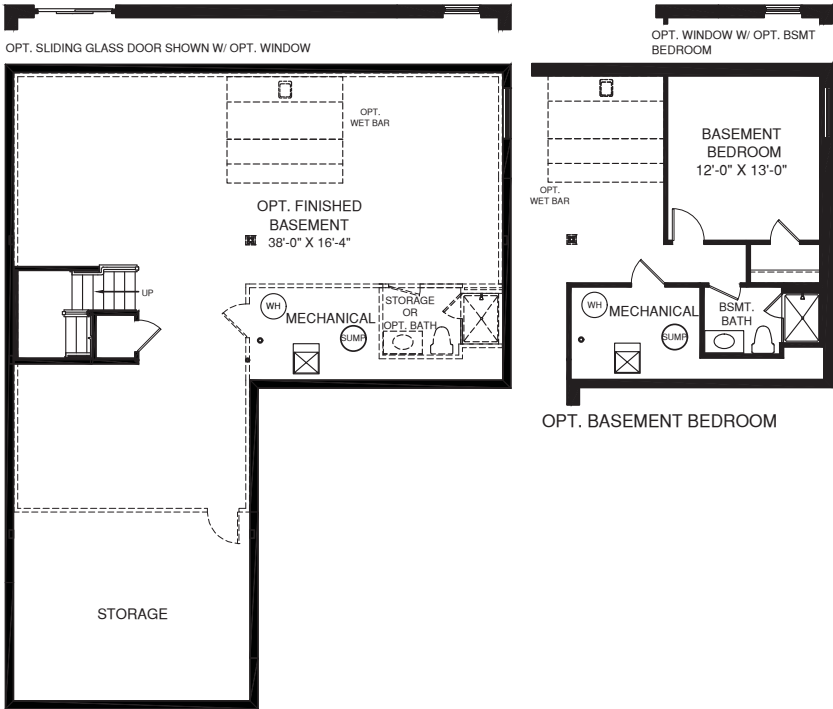 OPT. SLIDING GLASS DOOR SHOWN W/ OPT. WINDOW
OPT.
WET BAR
OPT. FINISHED
BASEMENT
38'-0" X 16'-4"
UP
WH
MECHANICAL
SUMP
STORAGE
OR
OPT. BATH
STORAGE
OPT. WINDOW W/ OPT. BSMT
BEDROOM
BASEMENT
BEDROOM
12'-0" X 13'-0"
OPT.
WET BAR
WH
MECHANICAL
SUMP
BSMT.
BATH
OPT. BASEMENT BEDROOM